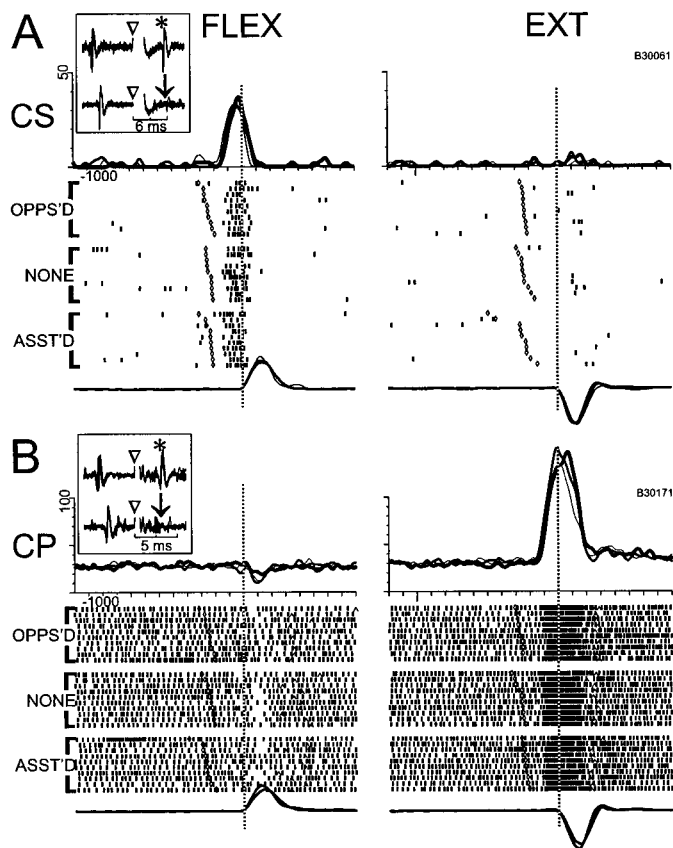 A
FLEX
EXT
B30061
*
6 ms
50
CS
-1000
OPPS'D
NONE
ASST'D
B
B30171
*
5 ms
100
CP
-1000
OPPS'D
NONE
ASST'D